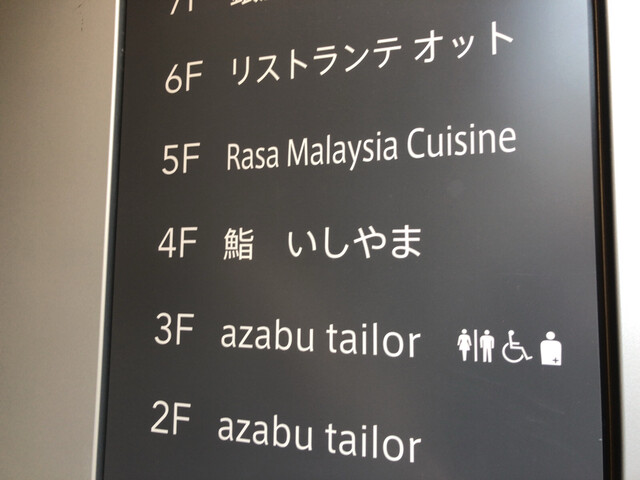 6F リストランテ オット
5F Rasa Malaysia Cuisine
4F 鮨 いしやま
3F azabu tailor
2F azabu tailor